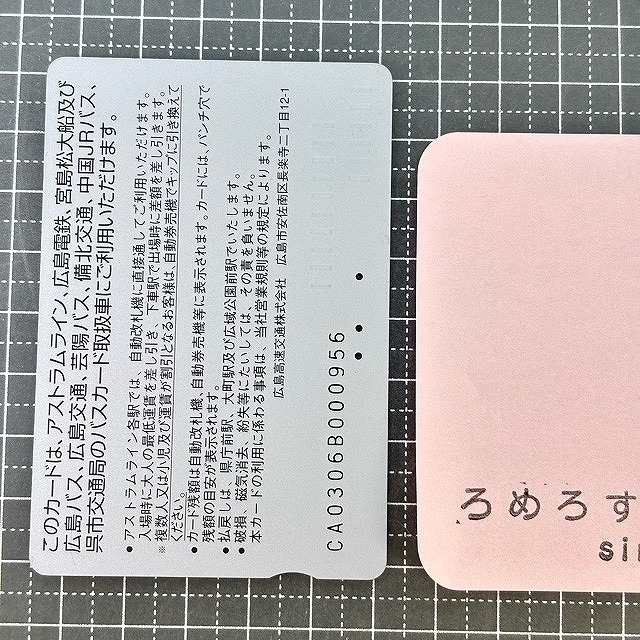 このカードは、アストラムライン、広島電鉄、宮島松大船及び
広島バス、広島交通、芸陽バス、備北交通、中国JRバス、
呉市交通局のバスカード取扱車にご利用いただけます。
●アストラムライン各駅では、自動改札機に直接通してご利用いただけます。
入場時に大人の最低運賃を差し引き、下車駅で出場時に差額を差し引きます。
※複数人又は小児及び運賃が割引となるお客様は、自動券売機でキップに引き換えて
ください。
●カード残額は自動改札機、自動券売機等に表示されます。カードには、パンチ穴で
残額の目安が表示されます。
●払戻しは、県庁前駅、大町駅及び広域公園前駅でいたします。
●破損、磁気消去、紛失等にたいしては、その責を負いません。
本カードの利用に係わる事項は、当社営業規則等の規定によります。
広島高速交通株式会社 広島市安佐南区長楽寺二丁目12-1
CA0306B000956
ろめろす